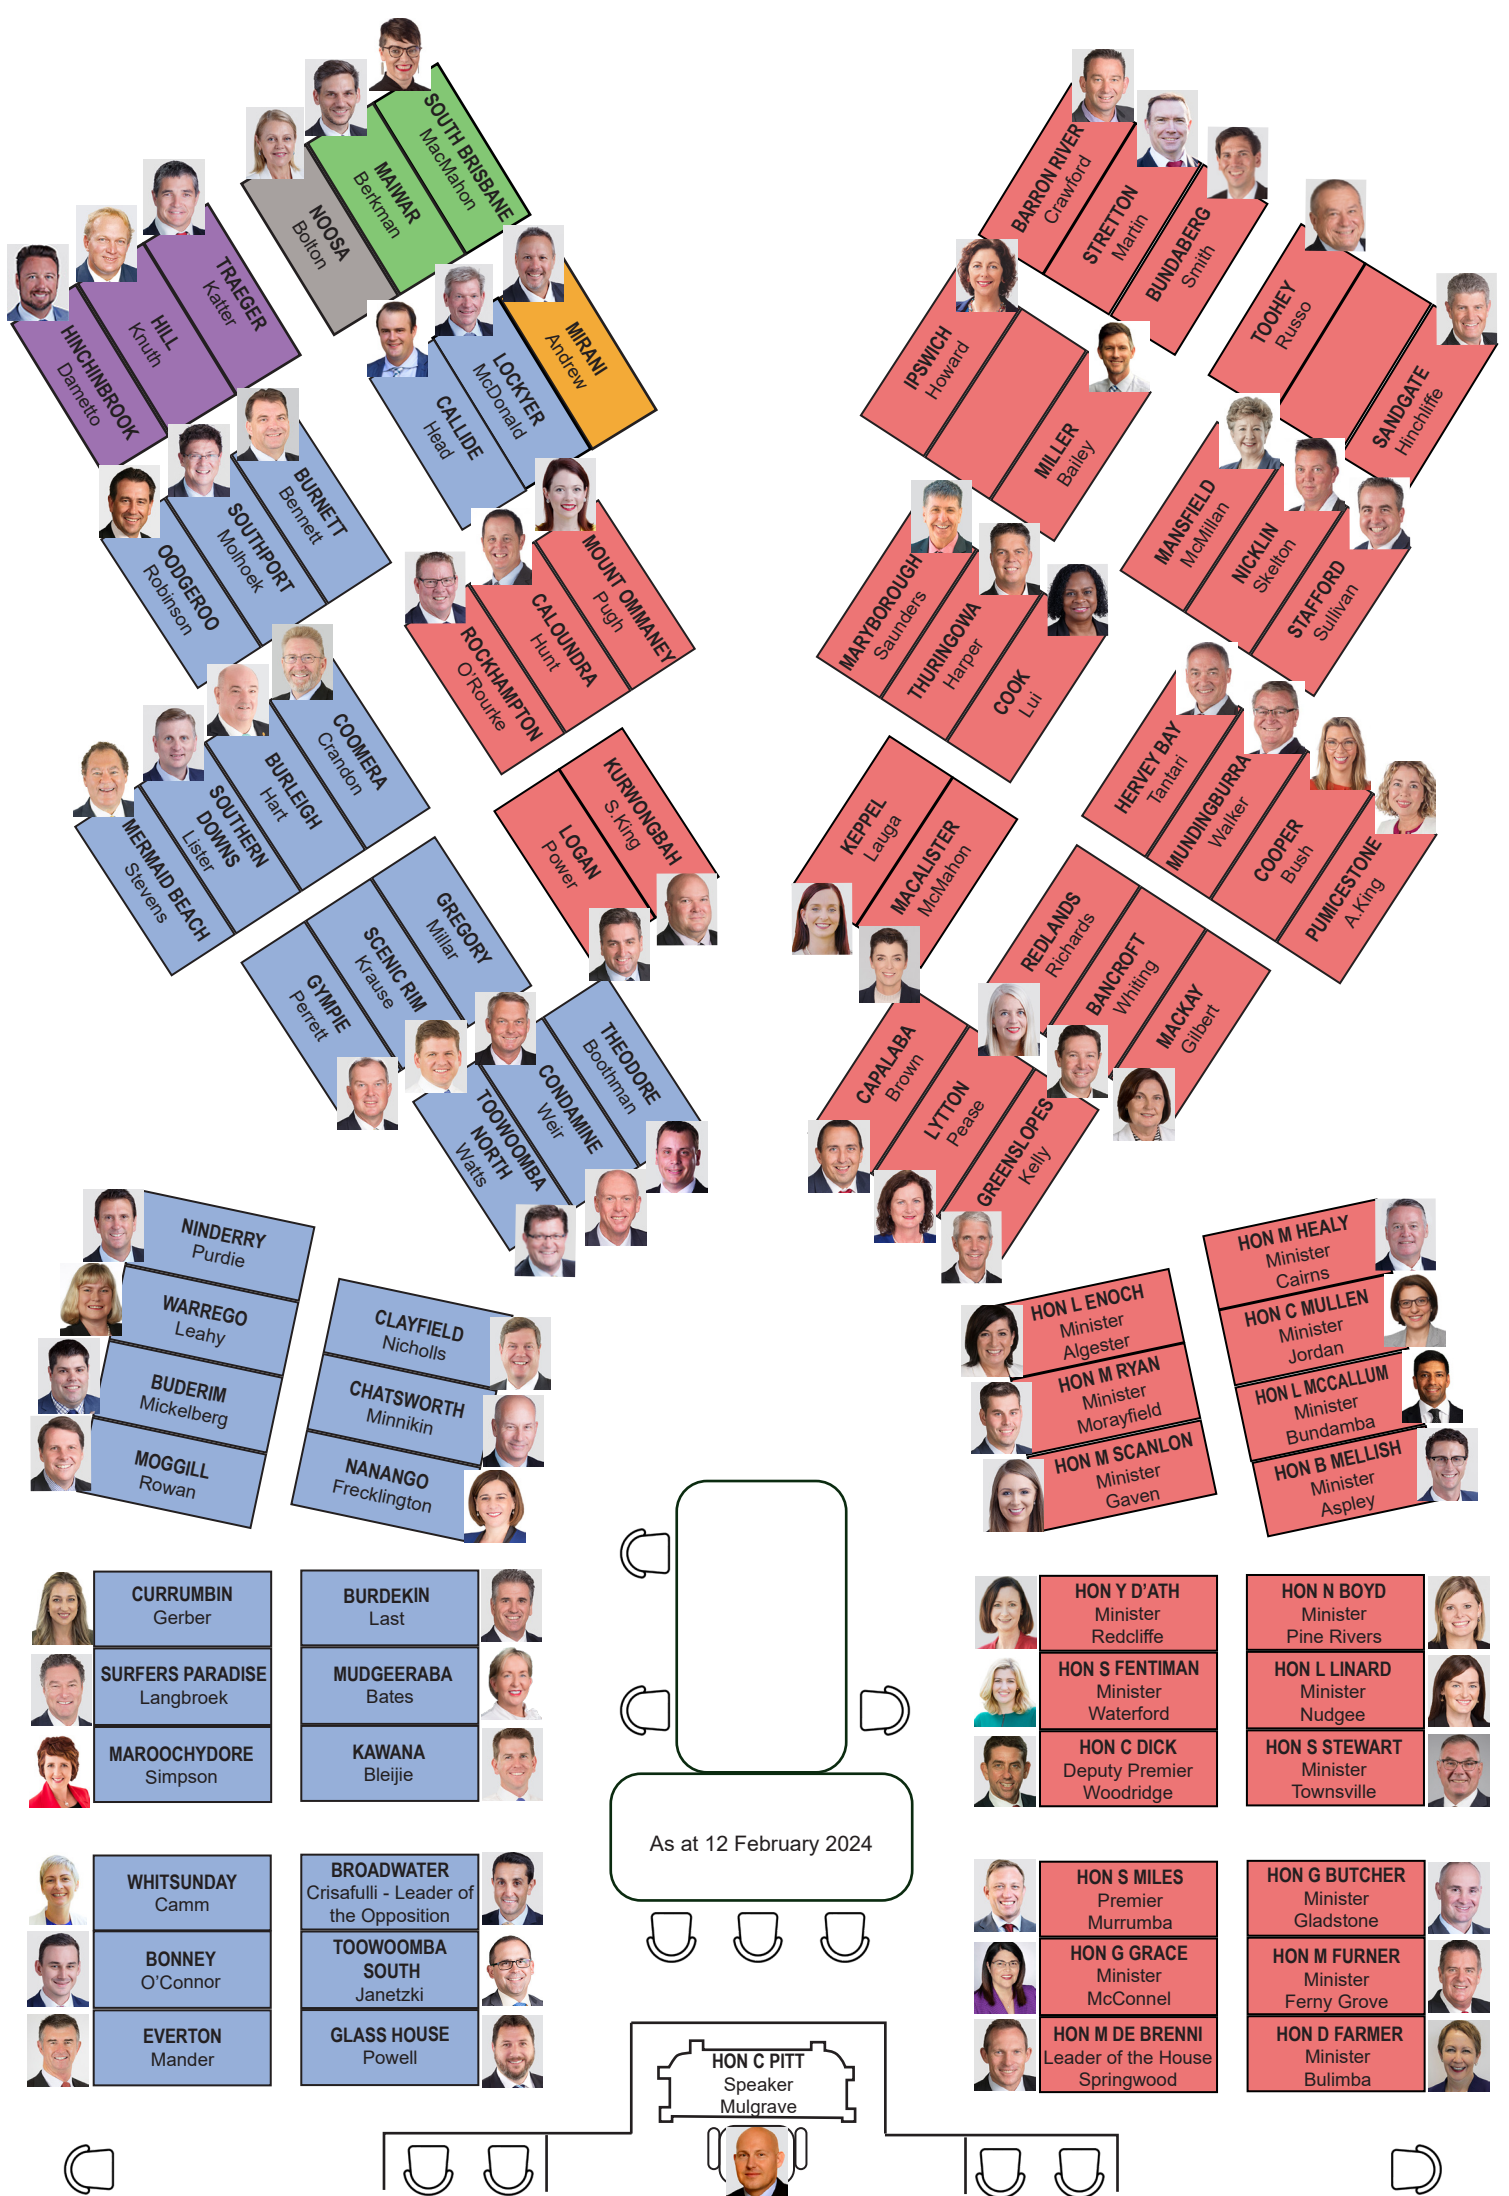 SOUTH BRISBANE
MacMahon
MAIWAR
Berkman
NOOSA
Bolton
TRAEGER
Katter
HILL
Knuth
HINCHINBROOK
Dametto
MIRANI
Andrew
LOCKYER
McDonald
CALLIDE
Head
BURNETT
Bennett
SOUTHPORT
Molhoek
OODGEROO
Robinson
MOUNT OMMANEY
Pugh
CALOUNDRA
Hunt
ROCKHAMPTON
O'Rourke
COOMERA
Crandon
BURLEIGH
Hart
SOUTHERN
DOWNS
Lister
MERMAID BEACH
Stevens
KURWONGBAH
S.King
LOGAN
Power
GREGORY
Millar
SCENIC RIM
Krause
GYMPIE
Perrett
THEODORE
Boothman
CONDAMINE
Weir
TOOWOOMBA
NORTH
Watts
BARRON RIVER
Crawford
STRETTON
Martin
BUNDABERG
Smith
TOOHEY
Russo
SANDGATE
Hinchliffe
IPSWICH
Howard
MILLER
Bailey
MANSFIELD
McMillan
NICKLIN
Skelton
STAFFORD
Sullivan
MARYBOROUGH
Saunders
THURINGOWA
Harper
COOK
Lui
HERVEY BAY
Tantari
MUNDINGBURRA
Walker
COOPER
Bush
PUMICESTONE
A.King
KEPPEL
Lauga
MACALISTER
McMahon
REDLANDS
Richards
BANCROFT
Whiting
MACKAY
Gilbert
CAPALABA
Brown
LYTTON
Pease
GREENSLOPES
Kelly
NINDERRY
Purdie
WARREGO
Leahy
BUDERIM
Mickelberg
MOGGILL
Rowan
CLAYFIELD
Nicholls
CHATSWORTH
Minnikin
NANANGO
Frecklington
HON L ENOCH
Minister
Algester
HON M RYAN
Minister
Morayfield
HON M SCANLON
Minister
Gaven
HON M HEALY
Minister
Cairns
HON C MULLEN
Minister
Jordan
HON L MCCALLUM
Minister
Bundamba
HON B MELLISH
Minister
Aspley
CURRUMBIN
Gerber
SURFERS PARADISE
Langbroek
MAROOCHYDORE
Simpson
BURDEKIN
Last
MUDGEERABA
Bates
KAWANA
Bleijie
HON Y D'ATH
Minister
Redcliffe
HON S FENTIMAN
Minister
Waterford
HON C DICK
Deputy Premier
Woodridge
HON N BOYD
Minister
Pine Rivers
HON L LINARD
Minister
Nudgee
HON S STEWART
Minister
Townsville
As at 12 February 2024
WHITSUNDAY
Camm
BONNEY
O'Connor
EVERTON
Mander
BROADWATER
Crisafulli - Leader of
the Opposition
TOOWOOMBA
SOUTH
Janetzki
GLASS HOUSE
Powell
HON S MILES
Premier
Murrumba
HON G GRACE
Minister
McConnel
HON M DE BRENNI
Leader of the House
Springwood
HON G BUTCHER
Minister
Gladstone
HON M FURNER
Minister
Ferny Grove
HON D FARMER
Minister
Bulimba
HON C PITT
Speaker
Mulgrave